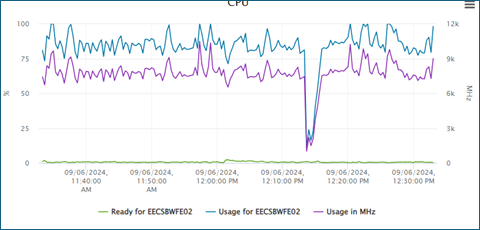 CPU
100
75
50
25
0
%
12k
9k
6k
3k
0
MHz
09/06/2024,
11:40:00
AM
09/06/2024,
11:50:00
AM
09/06/2024,
12:00:00 PM
09/06/2024,
12:10:00 PM
09/06/2024,
12:20:00 PM
09/06/2024,
12:30:00 PM
Ready for EECSBWFE02
Usage for EECSBWFE02
Usage in MHz